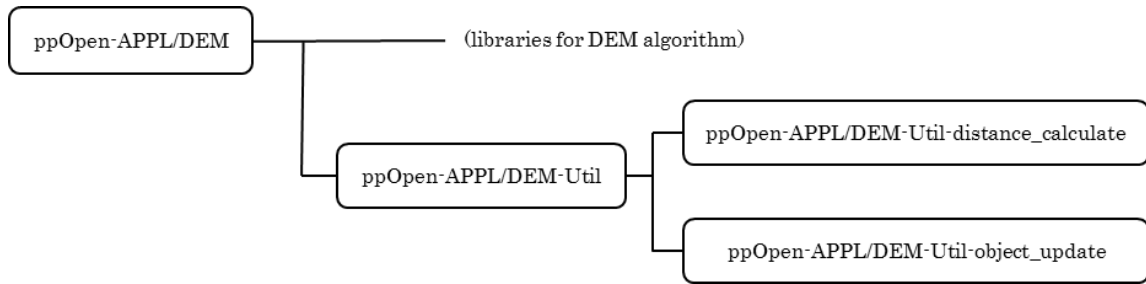 ppOpen-APPL/DEM
(libraries for DEM algorithm)
ppOpen-APPL/DEM-Util
ppOpen-APPL/DEM-Util-distance_calculate
ppOpen-APPL/DEM-Util-object_update